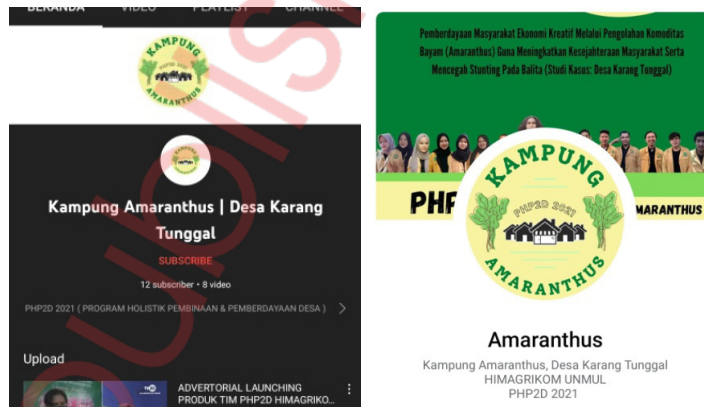 BERANDA VIDEO PLAYLIST CHANNEL
KAMPUNG
PHP2D 2021
AMARANTHUS
Kampung Amaranthus | Desa Karang
Tunggal
SUBSCRIBE
12 subscriber • 8 video
PHP2D 2021 ( PROGRAM HOLISTIK PEMBINAAN & PEMBERDAYAAN DESA )
Upload
ADVERTORIAL LAUNCHING
PRODUK TIM PHP2D HIMAGRIKO...
Pemberdayaan Masyarakat Ekonomi Kreatif Melalui Pengolahan Komoditas
Bayam (Amaranthus) Guna Meningkatkan Kesejahteraan Masyarakat Serta
Mencegah Stunting Pada Balita (Studi Kasus: Desa Karang Tunggal)
KAMPUNG
PHP2D 2021
AMARANTHUS
PHP
MARANTHUS
Amaranthus
Kampung Amaranthus, Desa Karang Tunggal
HIMAGRIKOM UNMUL
PHP2D 2021